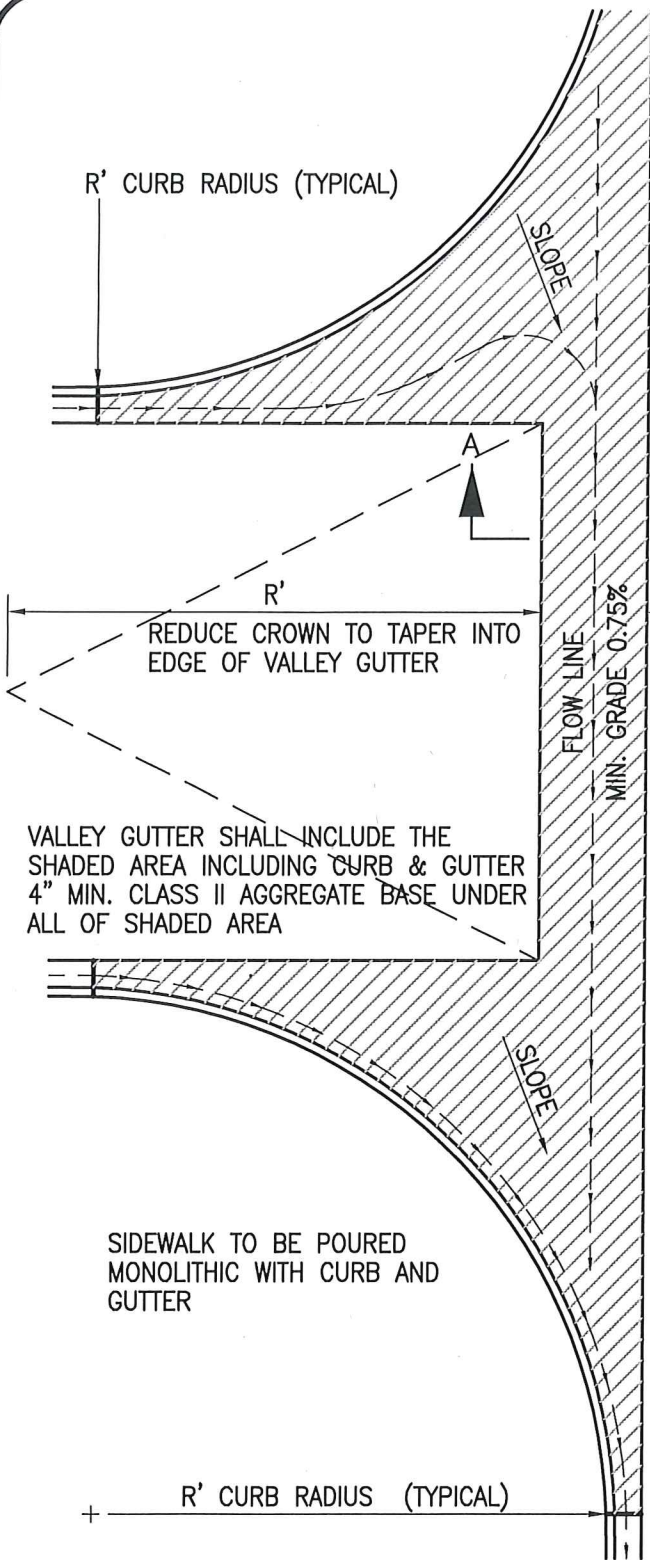 R' CURB RADIUS (TYPICAL)
SLOPE
A
R'
REDUCE CROWN TO TAPER INTO
EDGE OF VALLEY GUTTER
FLOW LINE
MIN. GRADE 0.75%
VALLEY GUTTER SHALL INCLUDE THE
SHADED AREA INCLUDING CURB & GUTTER
4" MIN. CLASS II AGGREGATE BASE UNDER
ALL OF SHADED AREA
SLOPE
SIDEWALK TO BE POURED
MONOLITHIC WITH CURB AND
GUTTER
R' CURB RADIUS (TYPICAL)